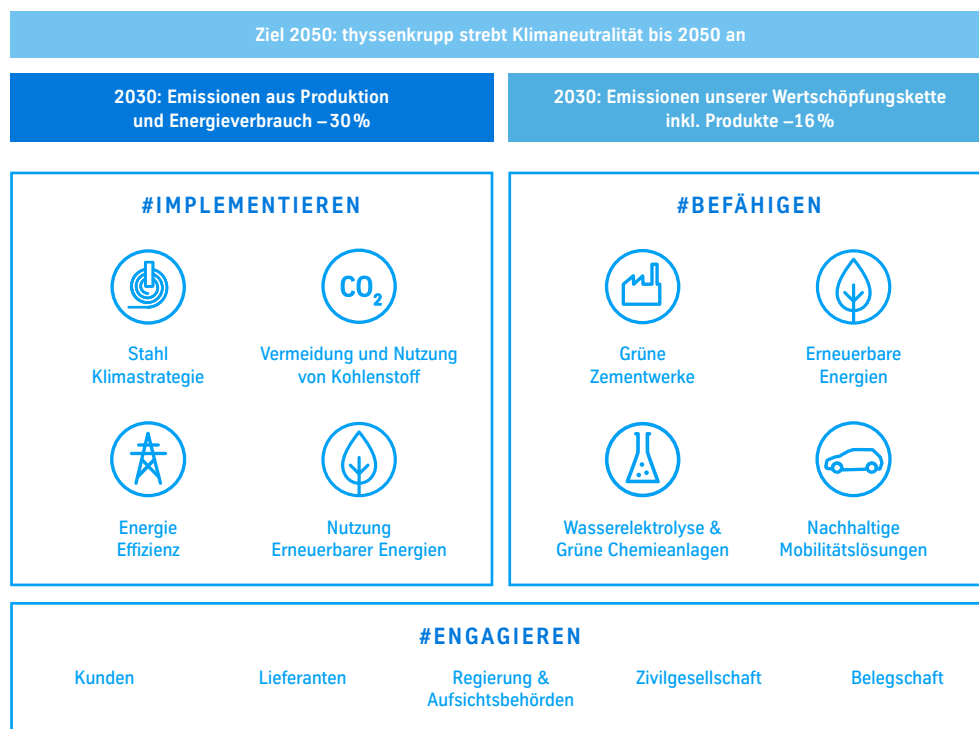 Ziel 2050: thyssenkrupp strebt Klimaneutralität bis 2050 an
2030: Emissionen aus Produktion
und Energieverbrauch –30%
2030: Emissionen unserer Wertschöpfungskette
inkl. Produkte –16%
#IMPLEMENTIEREN
CO₂
Stahl
Klimastrategie
Vermeidung und Nutzung
von Kohlenstoff
Energie
Effizienz
Nutzung
Erneuerbarer Energien
#BEFÄHIGEN
Grüne
Zementwerke
Erneuerbare
Energien
Wasserelektrolyse &
Grüne Chemieanlagen
Nachhaltige
Mobilitätslösungen
#ENGAGIEREN
Kunden
Lieferanten
Regierung &
Aufsichtsbehörden
Zivilgesellschaft
Belegschaft